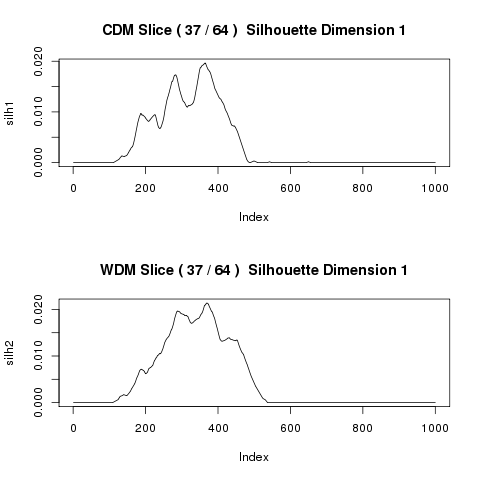 CDM Slice ( 37 / 64 )  Silhouette Dimension 1
silh1
0.020
0.010
0.000
0 200 400 600 800 1000
Index
WDM Slice ( 37 / 64 )  Silhouette Dimension 1
silh2
0.020
0.010
0.000
0 200 400 600 800 1000
Index